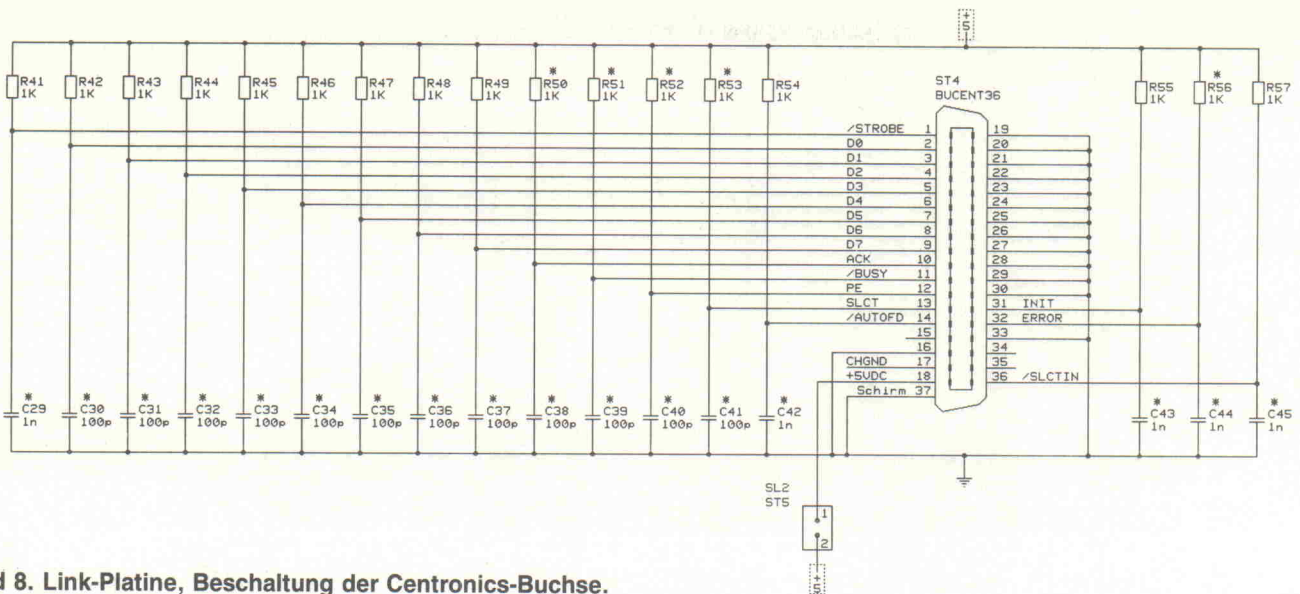 +5
R41 1K
R42 1K
R43 1K
R44 1K
R45 1K
R46 1K
R47 1K
R48 1K
R49 1K
* R50 1K
* R51 1K
* R52 1K
* R53 1K
R54 1K
ST4
BUCENT36
R55 1K
* R56 1K
R57 1K
/STROBE 1
D0 2
D1 3
D2 4
D3 5
D4 6
D5 7
D6 8
D7 9
ACK 10
/BUSY 11
PE 12
SLCT 13
/AUTOFD 14
15
16
CHGND 17
+5VDC 18
Schirm 37
19
20
21
22
23
24
25
26
27
28
29
30
31 INIT
32 ERROR
33
34
35
36 /SLCTIN
* C29 1n
* C30 100p
* C31 100p
* C32 100p
* C33 100p
* C34 100p
* C35 100p
* C36 100p
* C37 100p
* C38 100p
* C39 100p
* C40 100p
* C41 100p
* C42 1n
* C43 1n
* C44 1n
* C45 1n
SL2
ST5
1
2
+5
d 8. Link-Platine, Beschaltung der Centronics-Buchse.